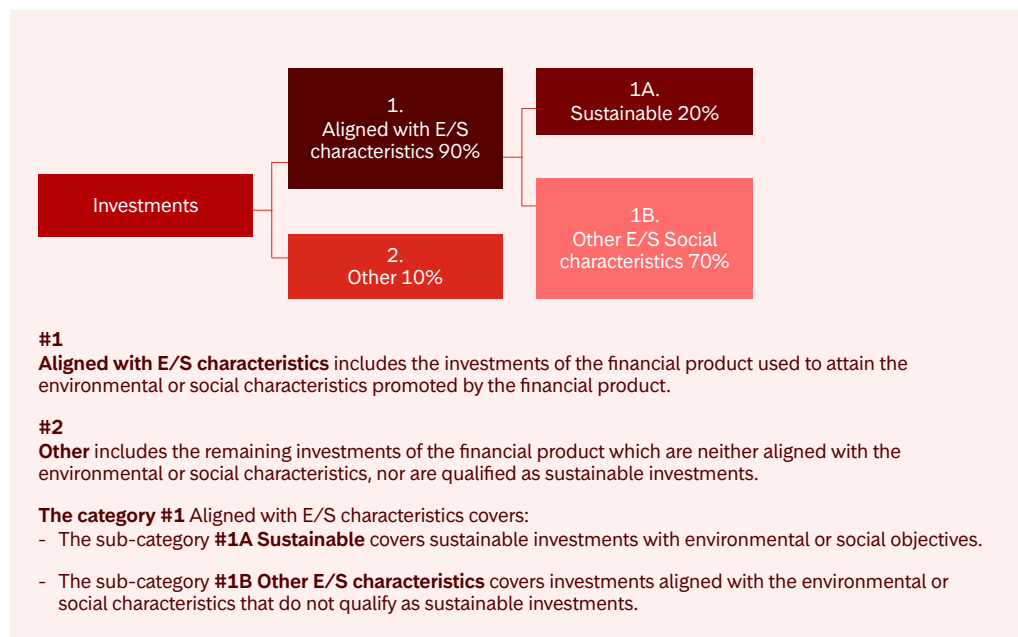 1.
Aligned with E/S
characteristics 90%
1A.
Sustainable 20%
Investments
1B.
Other E/S Social
characteristics 70%
2.
Other 10%
#1
Aligned with E/S characteristics includes the investments of the financial product used to attain the
environmental or social characteristics promoted by the financial product.
#2
Other includes the remaining investments of the financial product which are neither aligned with the
environmental or social characteristics, nor are qualified as sustainable investments.
The category #1 Aligned with E/S characteristics covers:
- The sub-category #1A Sustainable covers sustainable investments with environmental or social objectives.
- The sub-category #1B Other E/S characteristics covers investments aligned with the environmental or
social characteristics that do not qualify as sustainable investments.